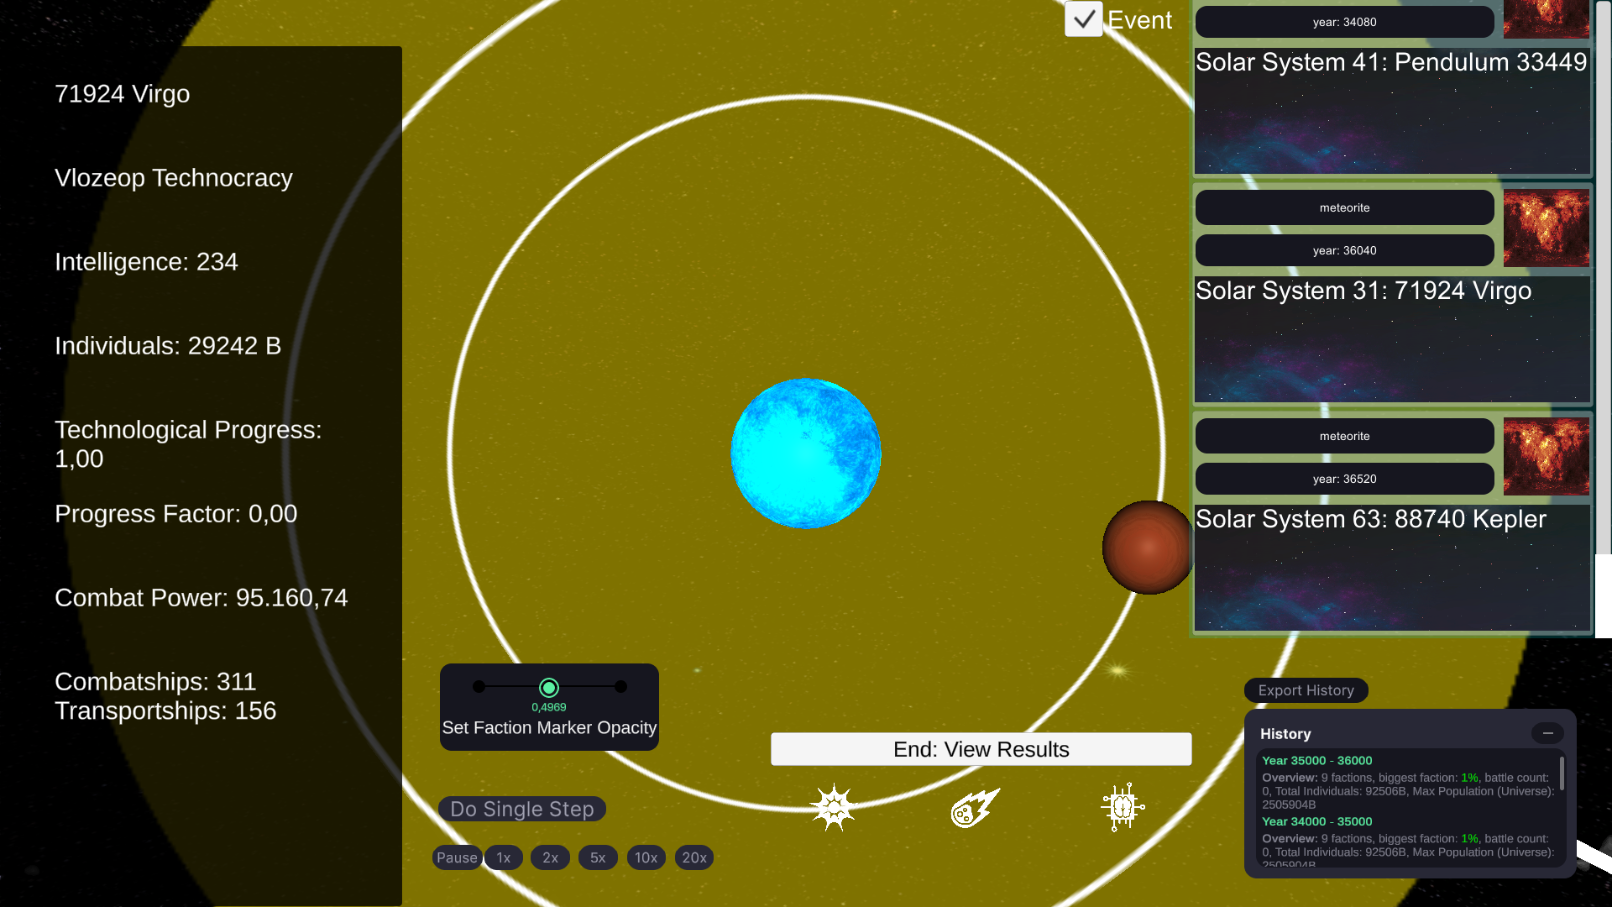 71924 Virgo
Vlozeop Technocracy
Intelligence: 234
Individuals: 29242 B
Technological Progress:
1,00
Progress Factor: 0,00
Combat Power: 95.160,74
Combatships: 311
Transportships: 156
Event
year: 34080
Solar System 41: Pendulum 33449
meteorite
year: 36040
Solar System 31: 71924 Virgo
meteorite
year: 36520
Solar System 63: 88740 Kepler
0,4969
Set Faction Marker Opacity
End: View Results
Do Single Step
Pause 1x 2x 5x 10x 20x
Export History
History
Year 35000 - 36000
Overview: 9 factions, biggest faction: 1%, battle count:
0, Total Individuals: 92506B, Max Population (Universe):
2505904B
Year 34000 - 35000
Overview: 9 factions, biggest faction: 1%, battle count:
0, Total Individuals: 92506B, Max Population (Universe):
2505904B